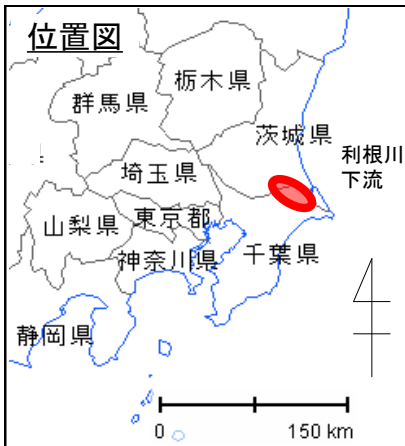 位置図
栃木県
群馬県
茨城県
利根川
下流
埼玉県
東京都
山梨県
神奈川県
千葉県
静岡県
0 150 km